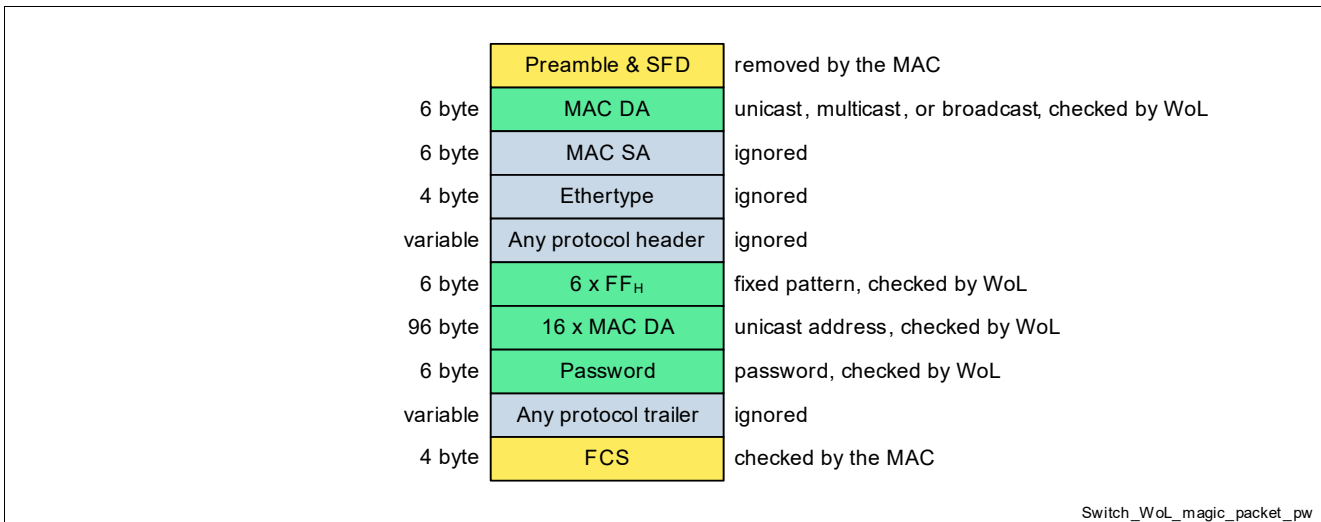 Preamble & SFD removed by the MAC
6 byte MAC DA unicast, multicast, or broadcast, checked by WoL
6 byte MAC SA ignored
4 byte Ethertype ignored
variable Any protocol header ignored
6 byte 6 x FFH fixed pattern, checked by WoL
96 byte 16 x MAC DA unicast address, checked by WoL
6 byte Password password, checked by WoL
variable Any protocol trailer ignored
4 byte FCS checked by the MAC
Switch_WoL_magic_packet_pw